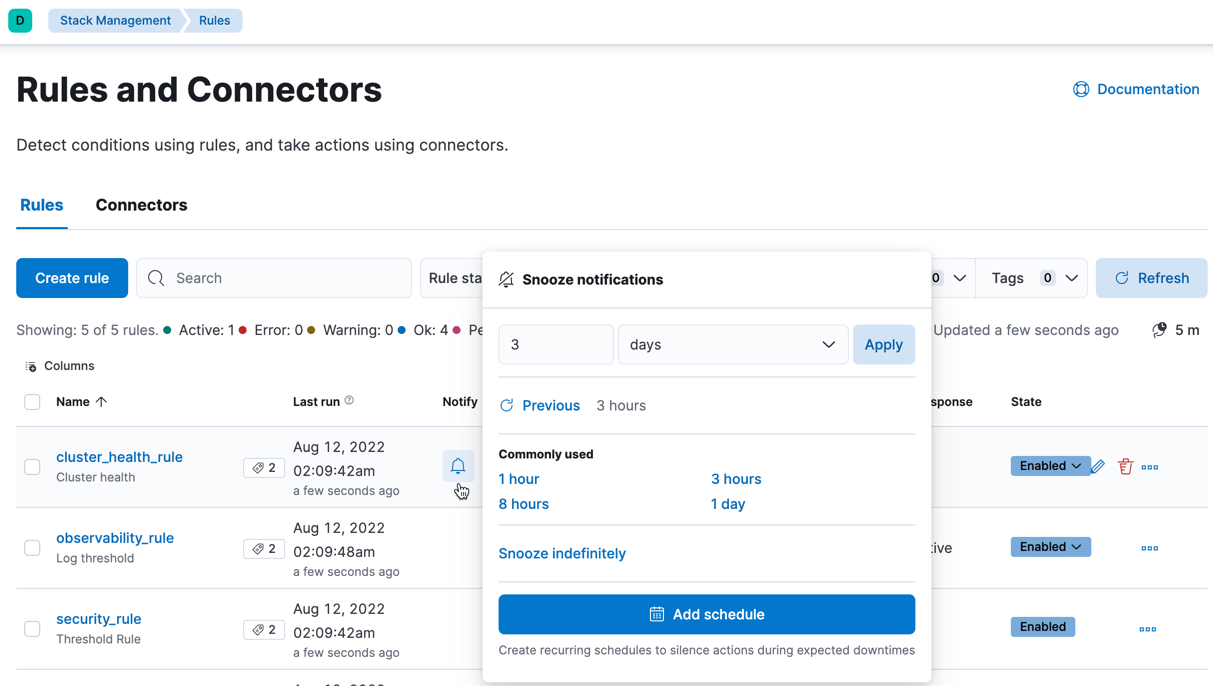 D Stack Management Rules
Rules and Connectors
Documentation
Detect conditions using rules, and take actions using connectors.
Rules Connectors
Create rule Search Rule sta 0 Tags 0 Refresh
Showing: 5 of 5 rules. Active: 1 Error: 0 Warning: 0 Ok: 4 Pe Updated a few seconds ago 5 m
Columns
Name Last run Notify sponse State
cluster_health_rule
Cluster health
2
Aug 12, 2022
02:09:42am
a few seconds ago
Enabled
observability_rule
Log threshold
2
Aug 12, 2022
02:09:48am
a few seconds ago
tive
Enabled
security_rule
Threshold Rule
2
Aug 12, 2022
02:09:42am
a few seconds ago
Enabled
Snooze notifications
3 days Apply
Previous 3 hours
Commonly used
1 hour 3 hours
8 hours 1 day
Snooze indefinitely
Add schedule
Create recurring schedules to silence actions during expected downtimes